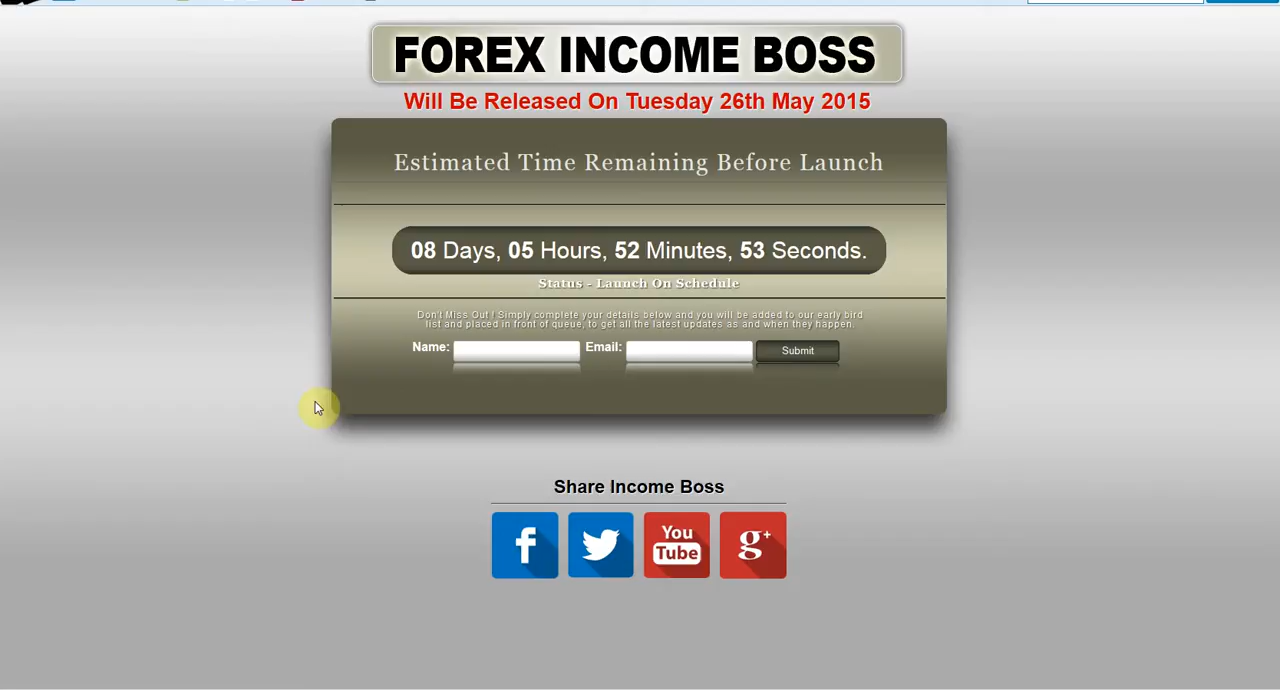 FOREX INCOME BOSS
Will Be Released On Tuesday 26th May 2015
Estimated Time Remaining Before Launch
08 Days, 05 Hours, 52 Minutes, 53 Seconds.
Status - Launch On Schedule
Don't Miss Out ! Simply complete your details below and you will be added to our early bird
list and placed in front of queue, to get all the latest updates as and when they happen.
Name: Email: Submit
Share Income Boss
f You Tube g+